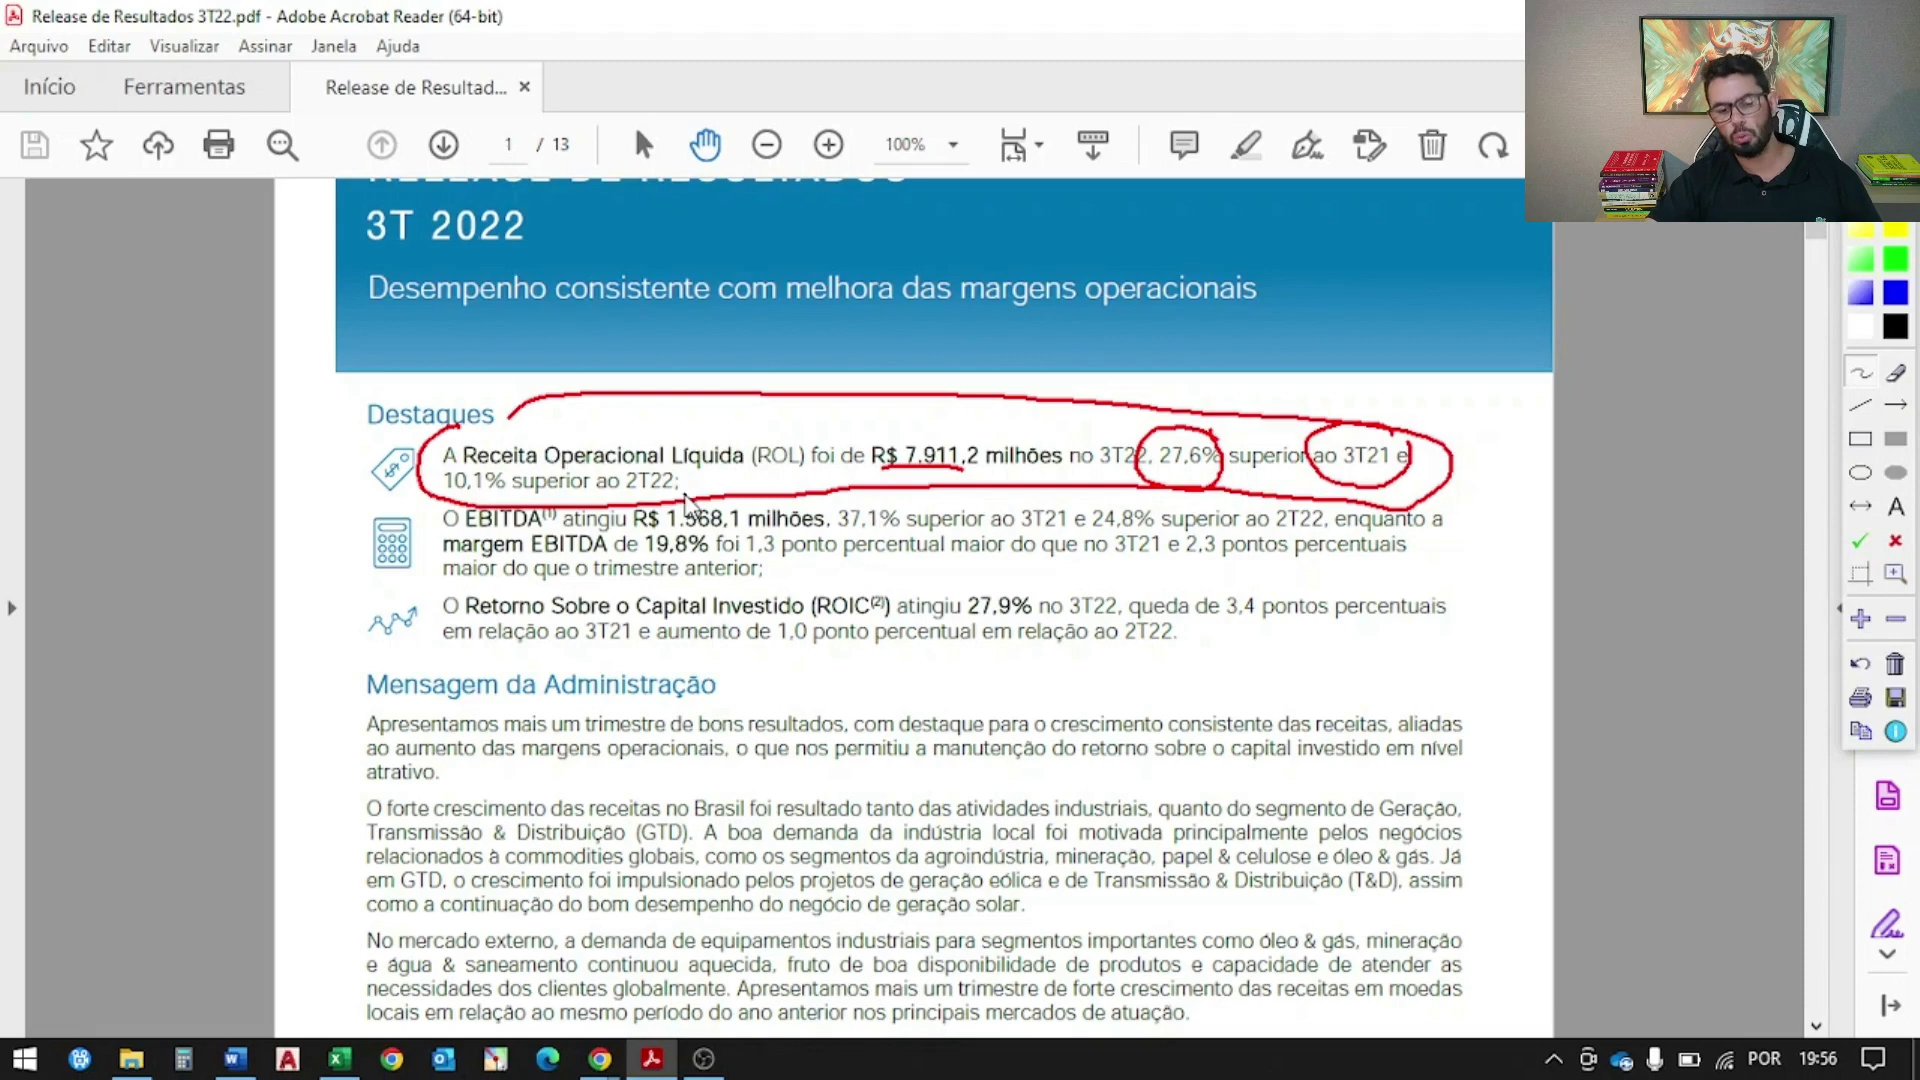 Release de Resultados 3T22.pdf - Adobe Acrobat Reader (64-bit)
Arquivo Editar Visualizar Assinar Janela Ajuda
Início Ferramentas Release de Resultad... ×
1 / 13 100%
RELEASE DE RESULTADOS
3T 2022
Desempenho consistente com melhora das margens operacionais
Destaques
A Receita Operacional Líquida (ROL) foi de R$ 7.911,2 milhões no 3T22, 27,6% superior ao 3T21 e
10,1% superior ao 2T22;
O EBITDA(1) atingiu R$ 1.568,1 milhões, 37,1% superior ao 3T21 e 24,8% superior ao 2T22, enquanto a
margem EBITDA de 19,8% foi 1,3 ponto percentual maior do que no 3T21 e 2,3 pontos percentuais
maior do que o trimestre anterior;
O Retorno Sobre o Capital Investido (ROIC(2)) atingiu 27,9% no 3T22, queda de 3,4 pontos percentuais
em relação ao 3T21 e aumento de 1,0 ponto percentual em relação ao 2T22.
Mensagem da Administração
Apresentamos mais um trimestre de bons resultados, com destaque para o crescimento consistente das receitas, aliadas
ao aumento das margens operacionais, o que nos permitiu a manutenção do retorno sobre o capital investido em nível
atrativo.
O forte crescimento das receitas no Brasil foi resultado tanto das atividades industriais, quanto do segmento de Geração,
Transmissão & Distribuição (GTD). A boa demanda da indústria local foi motivada principalmente pelos negócios
relacionados à commodities globais, como os segmentos da agroindústria, mineração, papel & celulose e óleo & gás. Já
em GTD, o crescimento foi impulsionado pelos projetos de geração eólica e de Transmissão & Distribuição (T&D), assim
como a continuação do bom desempenho do negócio de geração solar.
No mercado externo, a demanda de equipamentos industriais para segmentos importantes como óleo & gás, mineração
e água & saneamento continuou aquecida, fruto de boa disponibilidade de produtos e capacidade de atender as
necessidades dos clientes globalmente. Apresentamos mais um trimestre de forte crescimento das receitas em moedas
locais em relação ao mesmo período do ano anterior nos principais mercados de atuação.
POR 19:56